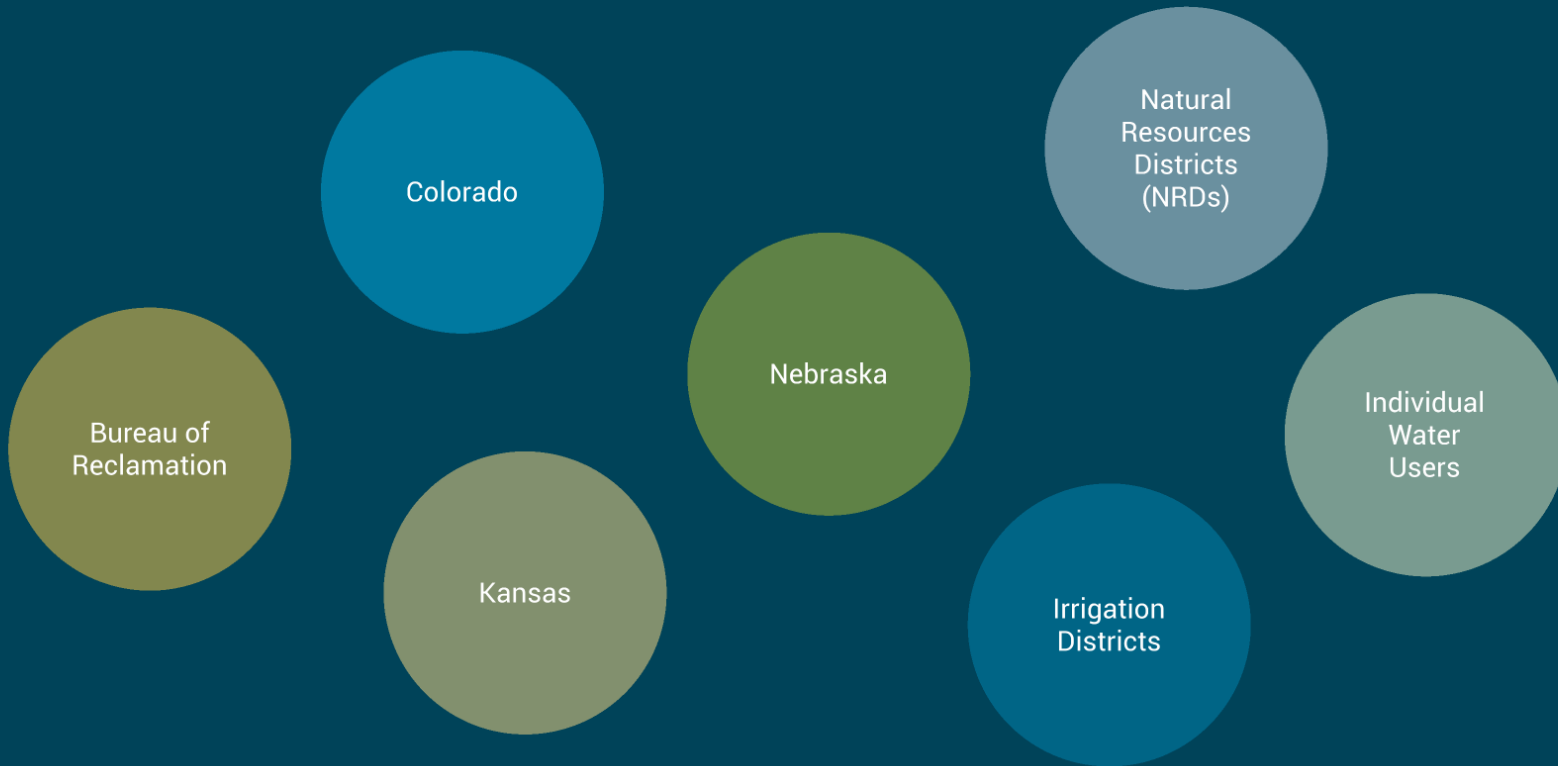 Colorado
Natural
Resources
Districts
(NRDs)
Nebraska
Bureau of
Reclamation
Individual
Water
Users
Kansas
Irrigation
Districts